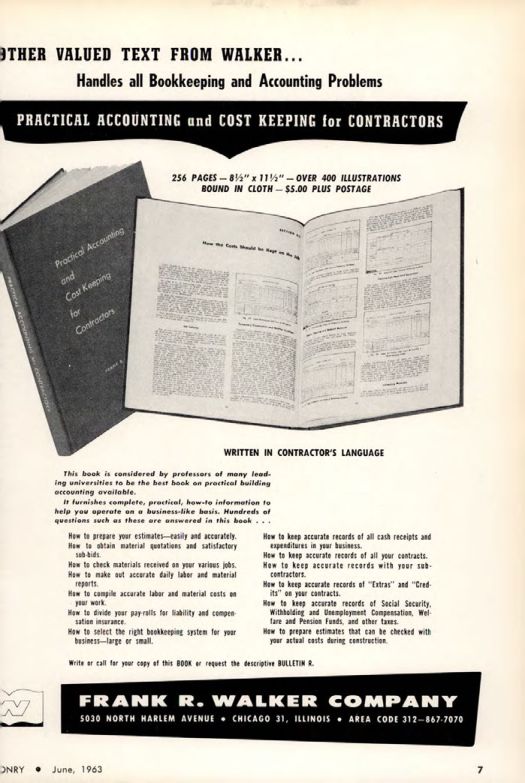 OTHER VALUED TEXT FROM WALKER...
Handles all Bookkeeping and Accounting Problems
PRACTICAL ACCOUNTING and COST KEEPING for CONTRACTORS
256 PAGES — 8½" x 11½" — OVER 400 ILLUSTRATIONS
BOUND IN CLOTH — $5.00 PLUS POSTAGE
Practical Accounting
and
Cost Keeping
for
Contractors
FRANK R.
PRACTICAL ACCOUNTING
How the Costs Should be Kept on the Job
WRITTEN IN CONTRACTOR'S LANGUAGE
This book is considered by professors of many lead-
ing universities to be the best book on practical building
accounting available.
It furnishes complete, practical, how-to information to
help you operate on a business-like basis. Hundreds of
questions such as these are answered in this book . . .
How to prepare your estimates—easily and accurately.
How to obtain material quotations and satisfactory
sub-bids.
How to check materials received on your various jobs.
How to make out accurate daily labor and material
reports.
How to compile accurate labor and material costs on
your work.
How to divide your pay-rolls for liability and compen-
sation insurance.
How to select the right bookkeeping system for your
business—large or small.
How to keep accurate records of all cash receipts and
expenditures in your business.
How to keep accurate records of all your contracts.
How to keep accurate records with your sub-
contractors.
How to keep accurate records of "Extras" and "Cred-
its" on your contracts.
How to keep accurate records of Social Security,
Withholding and Unemployment Compensation, Wel-
fare and Pension Funds, and other taxes.
How to prepare estimates that can be checked with
your actual costs during construction.
Write or call for your copy of this BOOK or request the descriptive BULLETIN R.
W
FRANK R. WALKER COMPANY
5030 NORTH HARLEM AVENUE • CHICAGO 31, ILLINOIS • AREA CODE 312—867-7070
ONRY • June, 1963
7